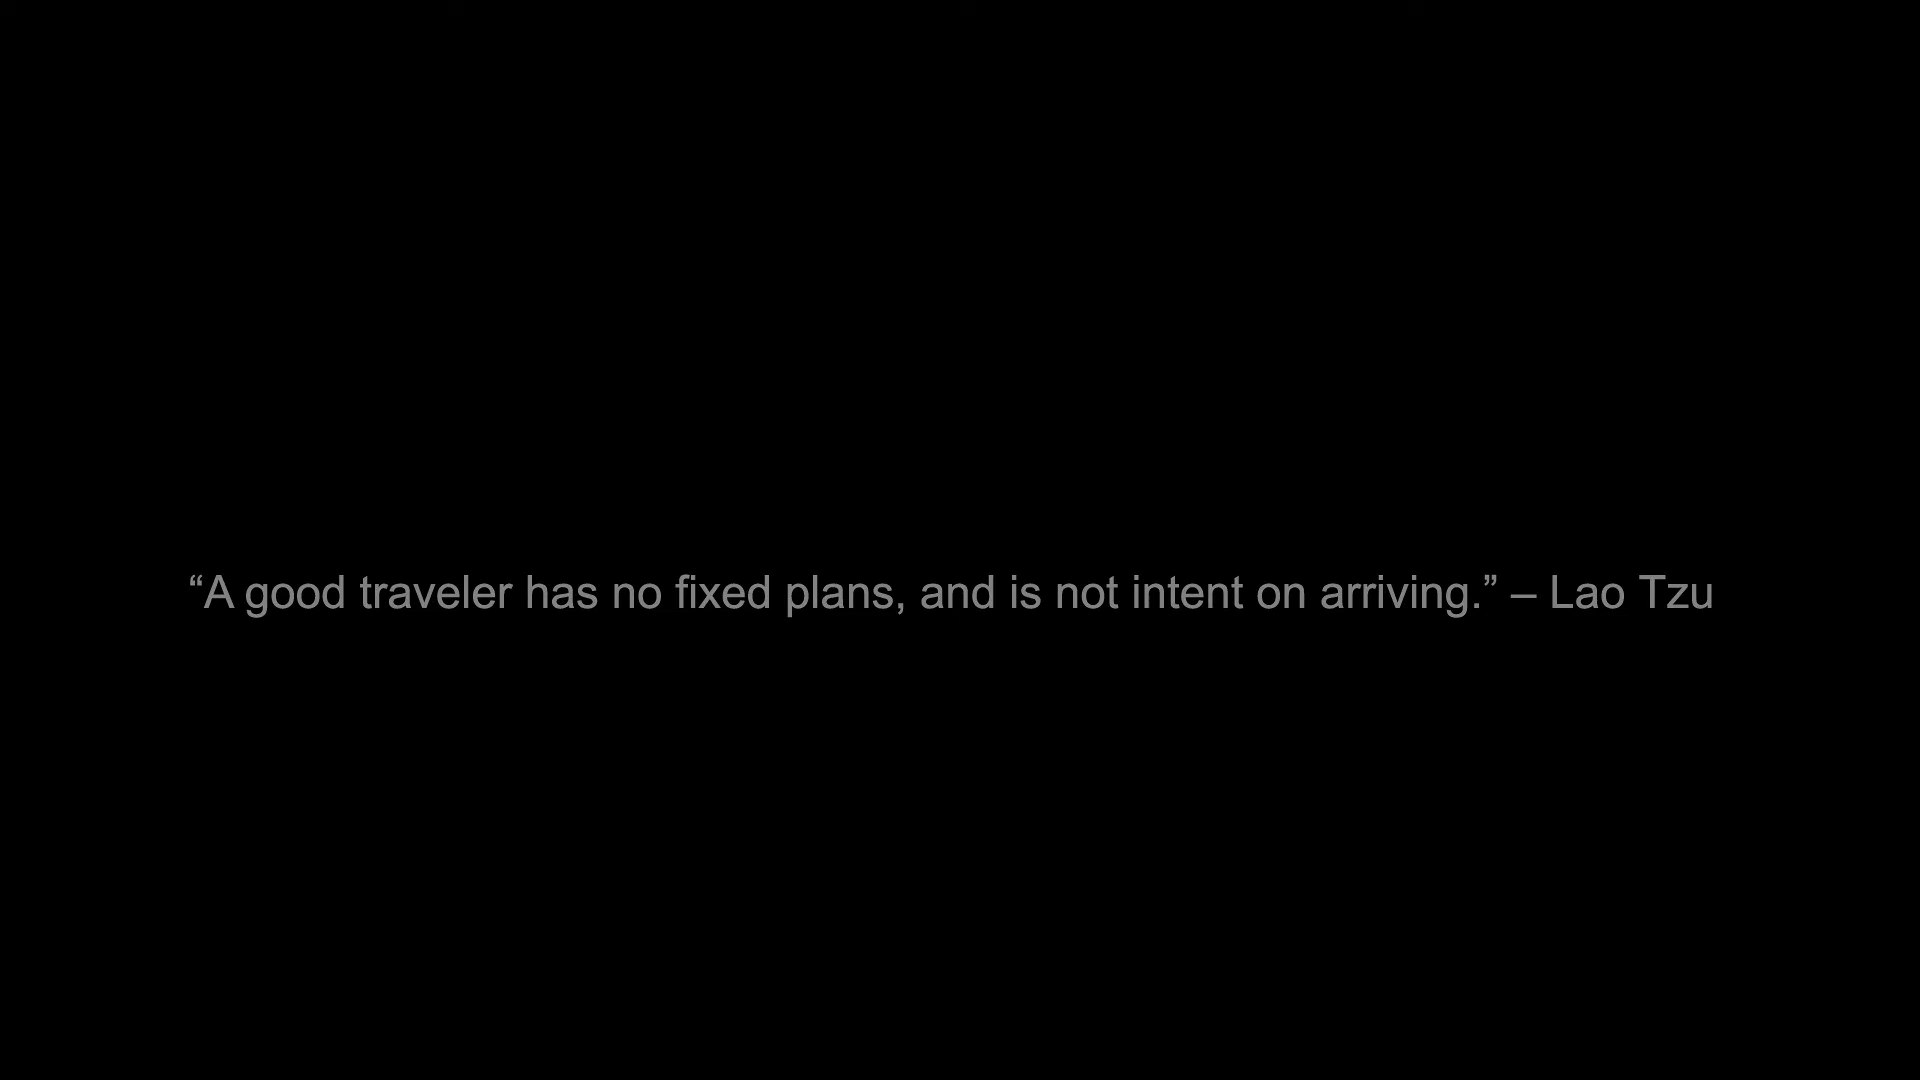 “A good traveler has no fixed plans, and is not intent on arriving.” – Lao Tzu